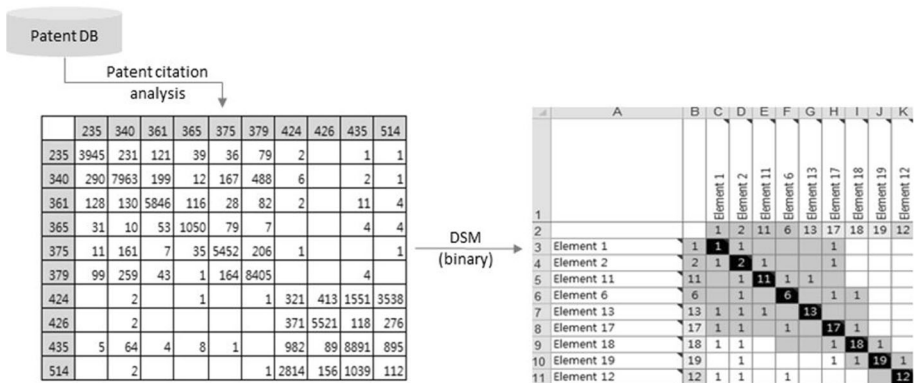 Patent DB
Patent citation
analysis
235 340 361 365 375 379 424 426 435 514
235 3945 231 121 39 36 79 2 1 1
340 290 7963 199 12 167 488 6 2 1
361 128 130 5846 116 28 82 2 11 4
365 31 10 53 1050 79 7 4 4
375 11 161 7 35 5452 206 1 1
379 99 259 43 1 164 8405 4
424 2 1 1 321 413 1551 3538
426 2 371 5521 118 276
435 5 64 4 8 1 982 89 8891 895
514 2 1 2814 156 1039 112
DSM
(binary)
A B C D E F G H I J K
1 Element 1 Element 2 Element 11 Element 6 Element 13 Element 17 Element 18 Element 19 Element 12
2 1 2 11 6 13 17 18 19 12
3 Element 1 1 1 1 1
4 Element 2 2 1 2 1 1
5 Element 11 11 1 11 1 1
6 Element 6 6 1 6 1 1
7 Element 13 13 1 1 1 13
8 Element 17 17 1 1 1 17 1
9 Element 18 18 1 1 1 18 1
10 Element 19 19 1 1 1 19 1
11 Element 12 12 1 1 1 12